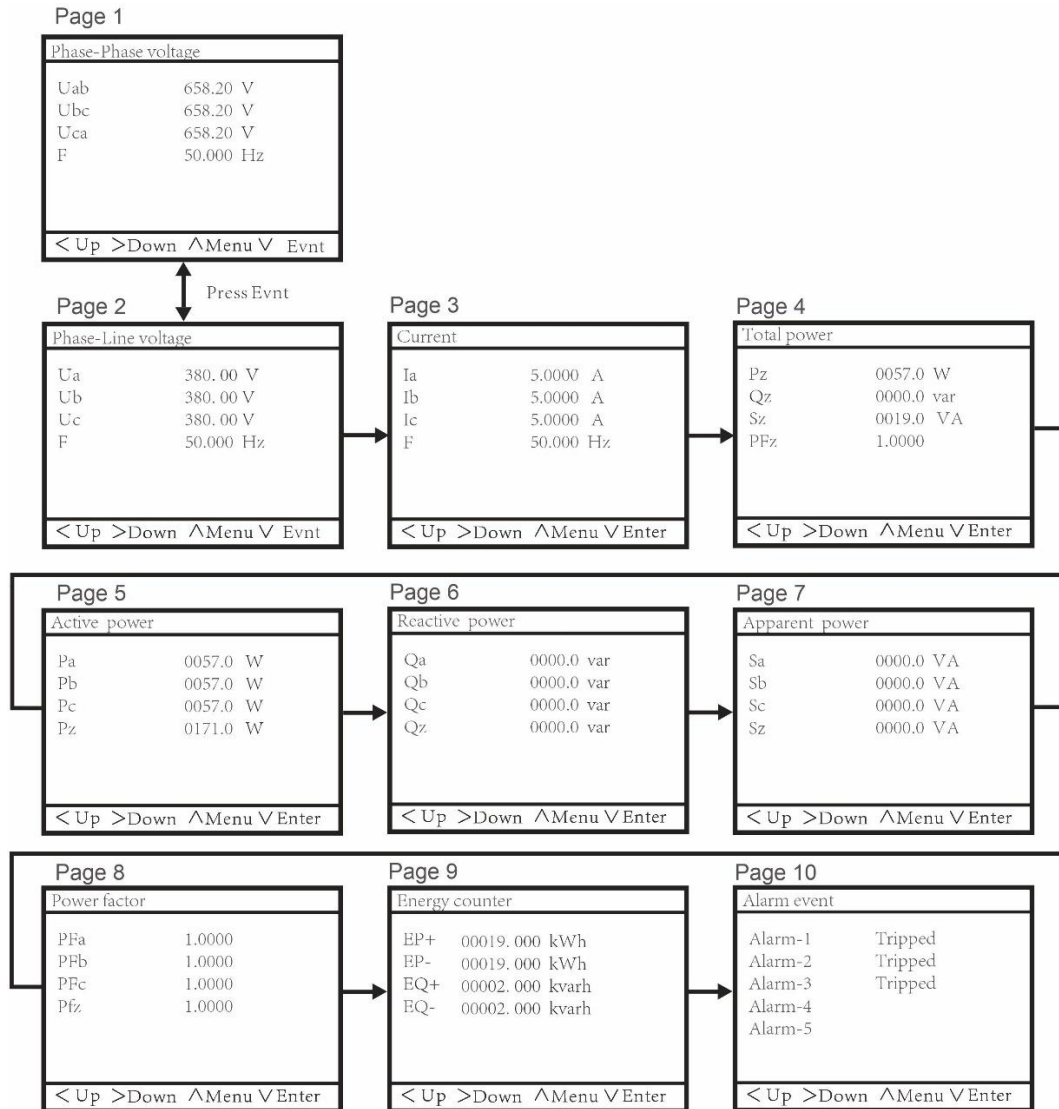 Page 1
Phase-Phase voltage
Uab 658.20 V
Ubc 658.20 V
Uca 658.20 V
F 50.000 Hz
< Up >Down ∧Menu ∨ Evnt
Press Evnt
Page 2
Phase-Line voltage
Ua 380.00 V
Ub 380.00 V
Uc 380.00 V
F 50.000 Hz
< Up >Down ∧Menu ∨ Evnt
Page 3
Current
Ia 5.0000 A
Ib 5.0000 A
Ic 5.0000 A
F 50.000 Hz
< Up >Down ∧Menu ∨ Enter
Page 4
Total power
Pz 0057.0 W
Qz 0000.0 var
Sz 0019.0 VA
PFz 1.0000
< Up >Down ∧Menu ∨ Enter
Page 5
Active power
Pa 0057.0 W
Pb 0057.0 W
Pc 0057.0 W
Pz 0171.0 W
< Up >Down ∧Menu ∨ Enter
Page 6
Reactive power
Qa 0000.0 var
Qb 0000.0 var
Qc 0000.0 var
Qz 0000.0 var
< Up >Down ∧Menu ∨ Enter
Page 7
Apparent power
Sa 0000.0 VA
Sb 0000.0 VA
Sc 0000.0 VA
Sz 0000.0 VA
< Up >Down ∧Menu ∨ Enter
Page 8
Power factor
PFa 1.0000
PFb 1.0000
PFc 1.0000
Pfz 1.0000
< Up >Down ∧Menu ∨ Enter
Page 9
Energy counter
EP+ 00019.000 kWh
EP- 00019.000 kWh
EQ+ 00002.000 kvarh
EQ- 00002.000 kvarh
< Up >Down ∧Menu ∨ Enter
Page 10
Alarm event
Alarm-1 Tripped
Alarm-2 Tripped
Alarm-3 Tripped
Alarm-4
Alarm-5
< Up >Down ∧Menu ∨ Enter